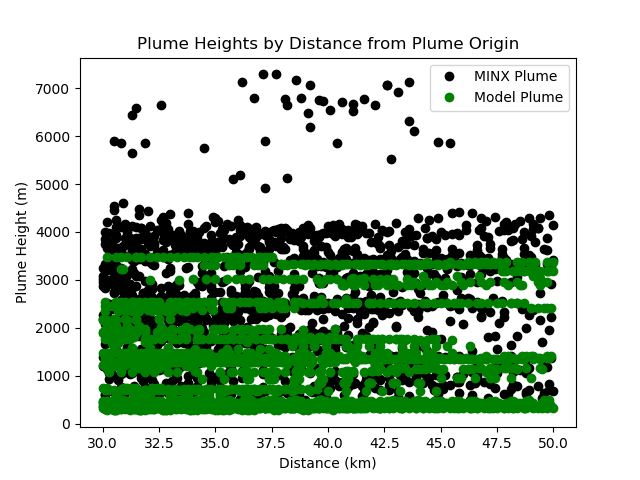 Plume Heights by Distance from Plume Origin
MINX Plume
Model Plume
Plume Height (m)
7000
6000
5000
4000
3000
2000
1000
0
30.0 32.5 35.0 37.5 40.0 42.5 45.0 47.5 50.0
Distance (km)